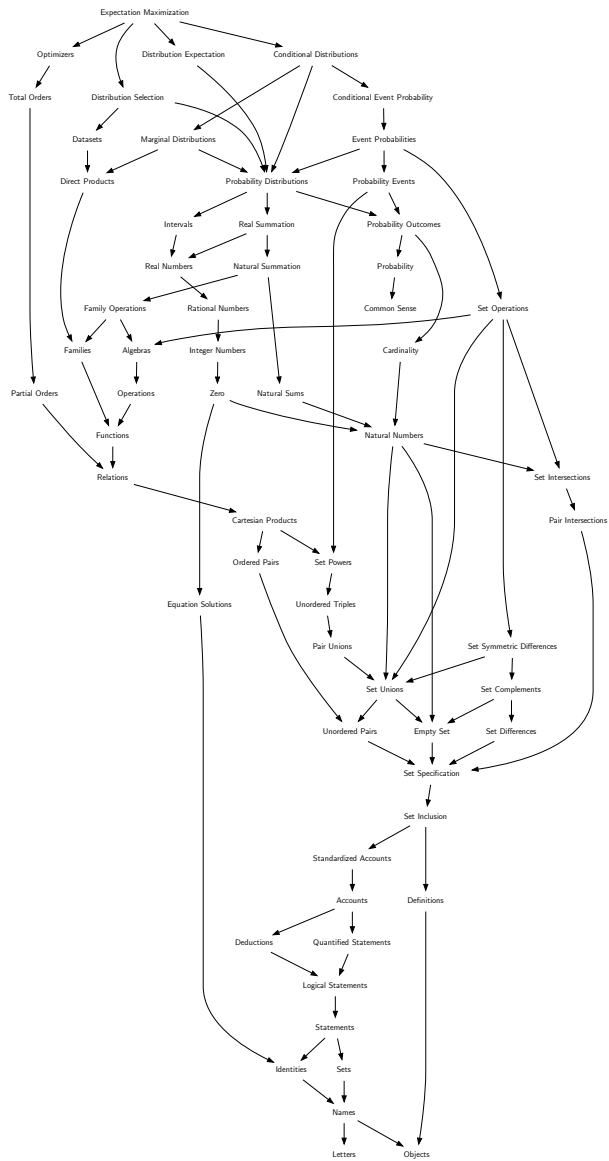 Expectation Maximization
Optimizers
Distribution Expectation
Conditional Distributions
Total Orders
Distribution Selection
Conditional Event Probability
Datasets
Marginal Distributions
Event Probabilities
Direct Products
Probability Distributions
Probability Events
Intervals
Real Summation
Probability Outcomes
Real Numbers
Natural Summation
Probability
Family Operations
Rational Numbers
Common Sense
Set Operations
Families
Algebras
Integer Numbers
Cardinality
Partial Orders
Operations
Zero
Natural Sums
Functions
Natural Numbers
Relations
Set Intersections
Cartesian Products
Pair Intersections
Ordered Pairs
Set Powers
Equation Solutions
Unordered Triples
Pair Unions
Set Symmetric Differences
Set Unions
Set Complements
Unordered Pairs
Empty Set
Set Differences
Set Specification
Set Inclusion
Standardized Accounts
Accounts
Definitions
Deductions
Quantified Statements
Logical Statements
Statements
Identities
Sets
Names
Letters
Objects